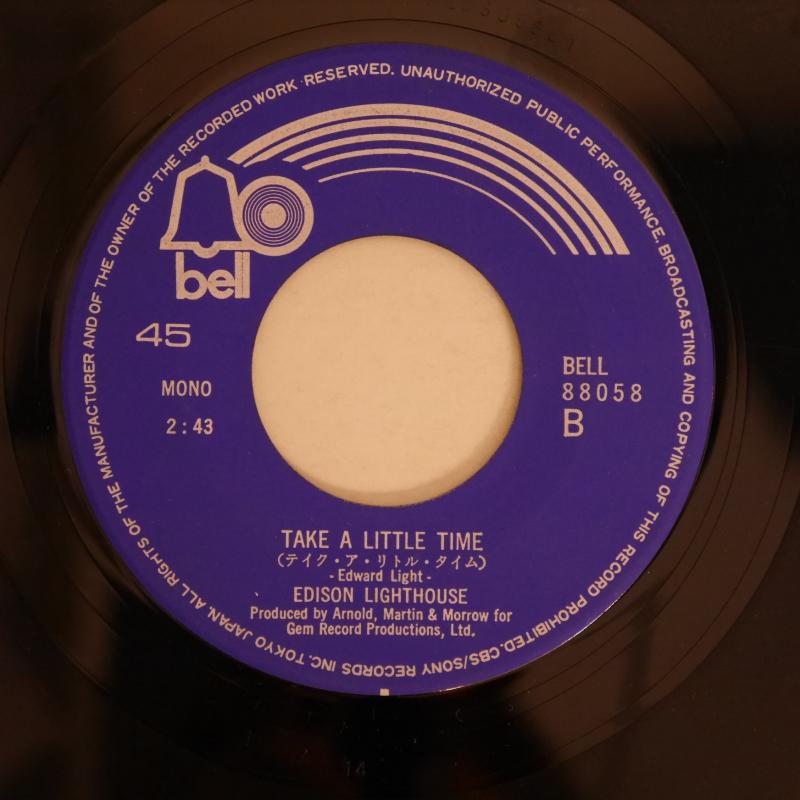 ALL RIGHTS OF THE MANUFACTURER AND OF THE OWNER OF THE RECORDED WORK RESERVED. UNAUTHORIZED PUBLIC PERFORMANCE, BROADCASTING AND COPYING OF THIS RECORD PROHIBITED. CBS/SONY RECORDS INC. TOKYO JAPAN.
bell
45
MONO
2:43
BELL
88058
B
TAKE A LITTLE TIME
(テイク・ア・リトル・タイム)
- Edward Light -
EDISON LIGHTHOUSE
Produced by Arnold, Martin & Morrow for
Gem Record Productions, Ltd.
14